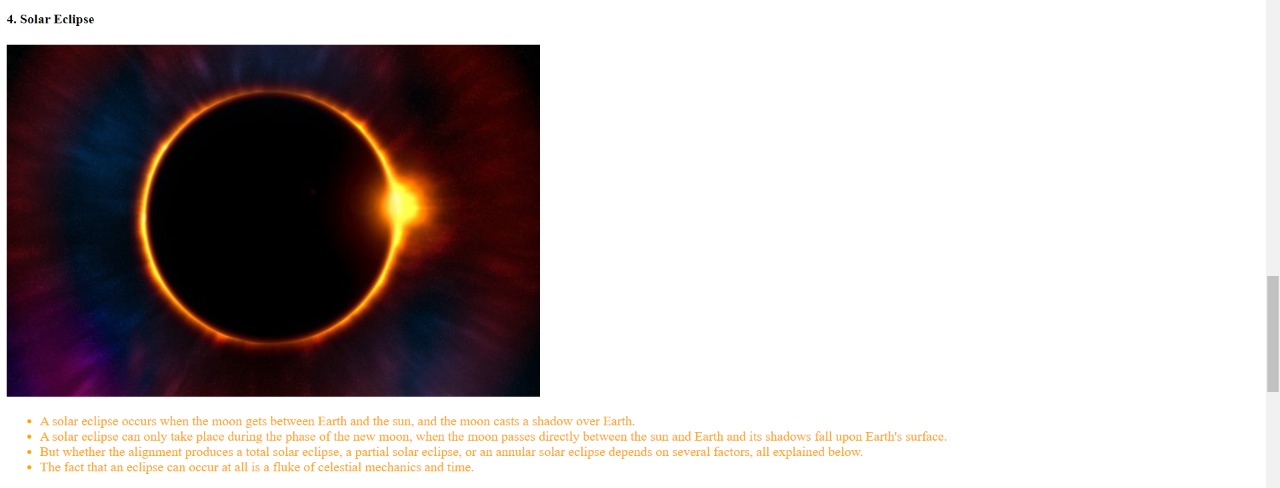 4. Solar Eclipse
A solar eclipse occurs when the moon gets between Earth and the sun, and the moon casts a shadow over Earth.
A solar eclipse can only take place during the phase of the new moon, when the moon passes directly between the sun and Earth and its shadows fall upon Earth's surface.
But whether the alignment produces a total solar eclipse, a partial solar eclipse, or an annular solar eclipse depends on several factors, all explained below.
The fact that an eclipse can occur at all is a fluke of celestial mechanics and time.